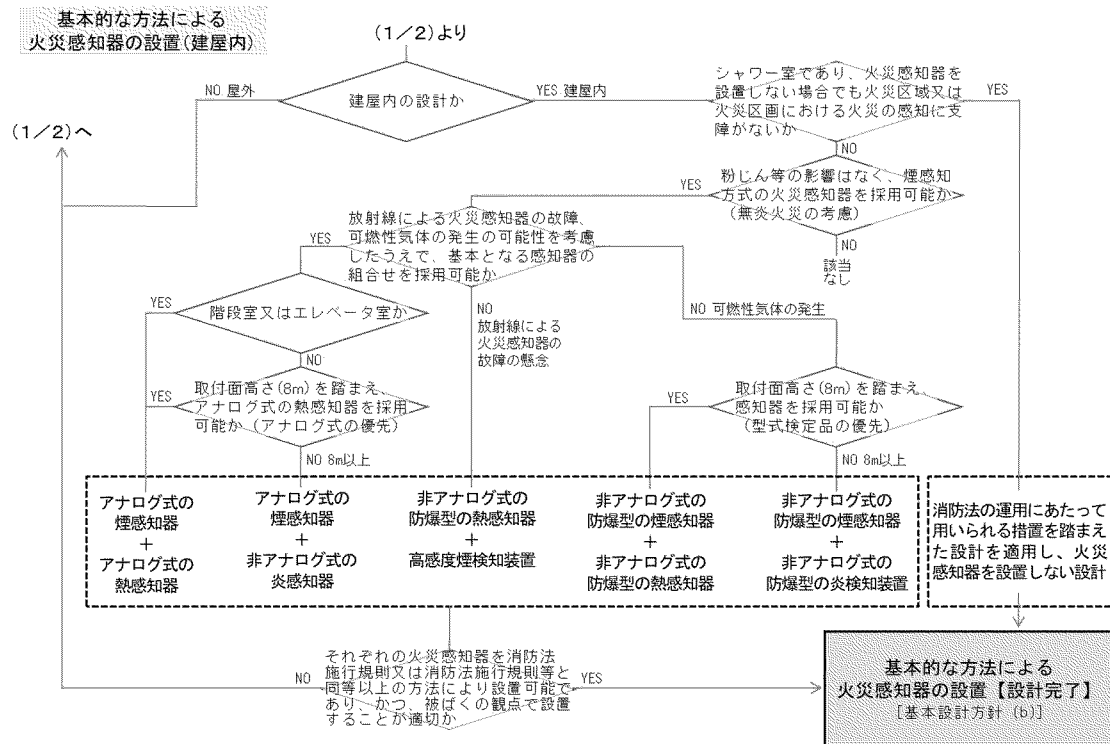 基本的な方法による
火災感知器の設置(建屋内)
(1/2)より
建屋内の設計か
NO 屋外
YES 建屋内
(1/2)へ
シャワー室であり、火災感知器を
設置しない場合でも火災区域又は
火災区画における火災の感知に支
障がないか
YES
NO
粉じん等の影響はなく、煙感知
方式の火災感知器を採用可能か
(無炎火災の考慮)
YES
NO
該当
なし
放射線による火災感知器の故障、
可燃性気体の発生の可能性を考慮
したうえで、基本となる感知器の
組合せを採用可能か
YES
NO
放射線による
火災感知器の
故障の懸念
NO 可燃性気体の発生
階段室又はエレベータ室か
YES
NO
取付面高さ(8m)を踏まえ、
アナログ式の熱感知器を採用
可能か(アナログ式の優先)
YES
NO 8m以上
取付面高さ(8m)を踏まえ、
感知器を採用可能か
(型式検定品の優先)
YES
NO 8m以上
アナログ式の
煙感知器
+
アナログ式の
熱感知器
アナログ式の
煙感知器
+
非アナログ式の
炎感知器
非アナログ式の
防爆型の熱感知器
+
高感度煙検知装置
非アナログ式の
防爆型の煙感知器
+
非アナログ式の
防爆型の熱感知器
非アナログ式の
防爆型の煙感知器
+
非アナログ式の
防爆型の炎検知装置
消防法の運用にあたって
用いられる措置を踏まえ
た設計を適用し、火災
感知器を設置しない設計
それぞれの火災感知器を消防法
施行規則又は消防法施行規則等と
同等以上の方法により設置可能で
あり、かつ、被ばくの観点で設置
することが適切か
NO
YES
基本的な方法による
火災感知器の設置【設計完了】
[基本設計方針 (b)]